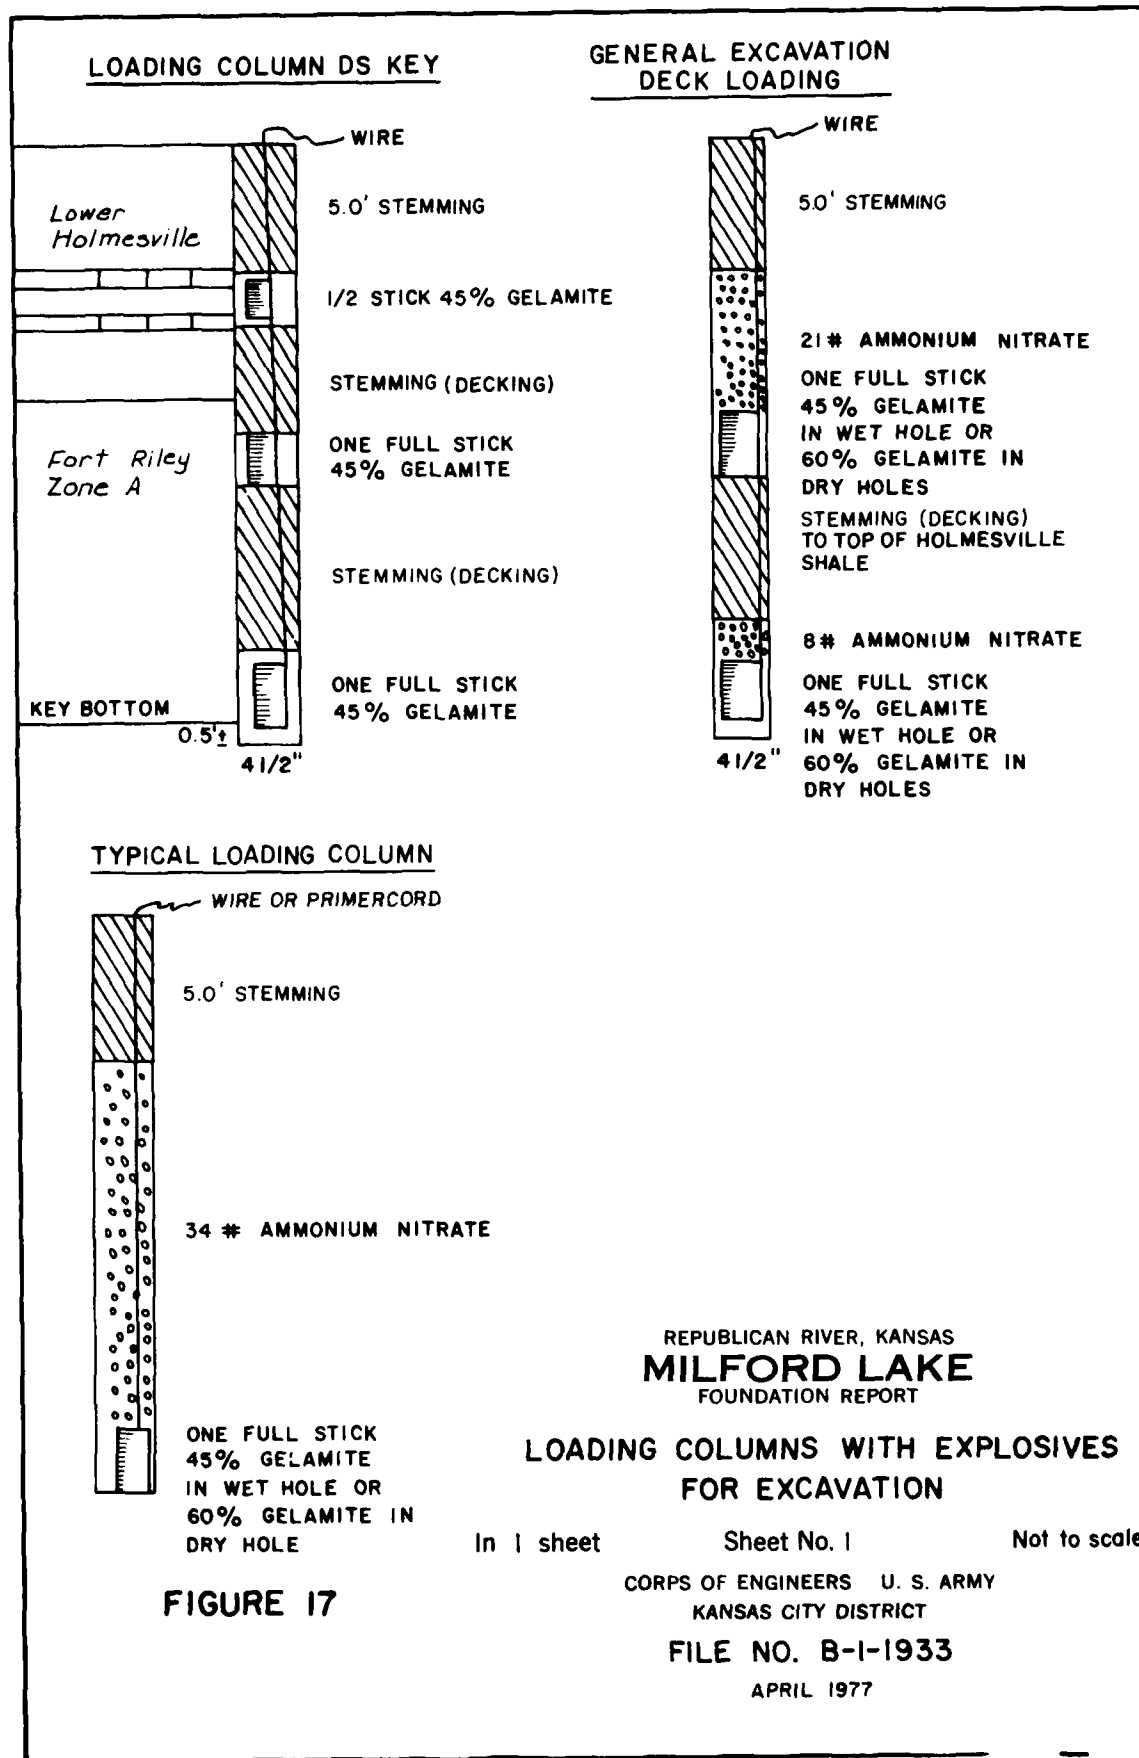 LOADING COLUMN DS KEY
WIRE
5.0' STEMMING
Lower
Holmesville
1/2 STICK 45% GELAMITE
STEMMING (DECKING)
Fort Riley
Zone A
ONE FULL STICK
45% GELAMITE
STEMMING (DECKING)
ONE FULL STICK
45% GELAMITE
KEY BOTTOM
0.5'±
4 1/2"
GENERAL EXCAVATION
DECK LOADING
WIRE
5.0' STEMMING
21# AMMONIUM NITRATE
ONE FULL STICK
45% GELAMITE
IN WET HOLE OR
60% GELAMITE IN
DRY HOLES
STEMMING (DECKING)
TO TOP OF HOLMESVILLE
SHALE
8# AMMONIUM NITRATE
ONE FULL STICK
45% GELAMITE
IN WET HOLE OR
60% GELAMITE IN
DRY HOLES
4 1/2"
TYPICAL LOADING COLUMN
WIRE OR PRIMERCORD
5.0' STEMMING
34 # AMMONIUM NITRATE
ONE FULL STICK
45% GELAMITE
IN WET HOLE OR
60% GELAMITE IN
DRY HOLE
FIGURE 17
REPUBLICAN RIVER, KANSAS
MILFORD LAKE
FOUNDATION REPORT
LOADING COLUMNS WITH EXPLOSIVES
FOR EXCAVATION
In 1 sheet Sheet No. 1 Not to scale
CORPS OF ENGINEERS U. S. ARMY
KANSAS CITY DISTRICT
FILE NO. B-1-1933
APRIL 1977